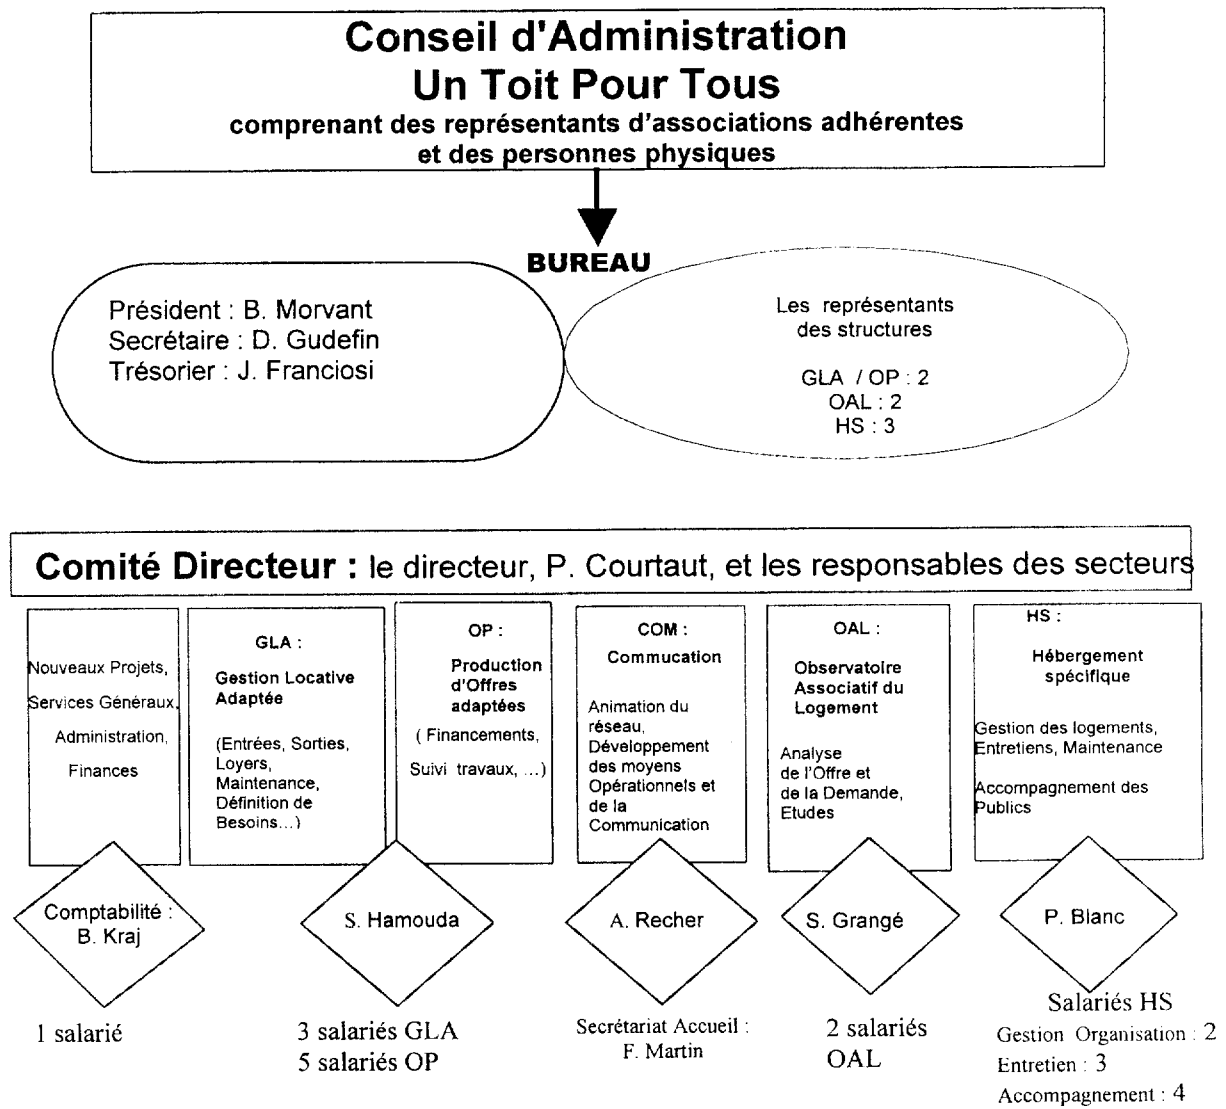 Conseil d'Administration
Un Toit Pour Tous
comprenant des représentants d'associations adhérentes
et des personnes physiques
BUREAU
Président : B. Morvant
Secrétaire : D. Gudefin
Trésorier : J. Franciosi
Les représentants
des structures
GLA / OP : 2
OAL : 2
HS : 3
Comité Directeur : le directeur, P. Courtaut, et les responsables des secteurs
Nouveaux Projets,
Services Généraux,
Administration,
Finances
GLA :
Gestion Locative
Adaptée
(Entrées, Sorties,
Loyers,
Maintenance,
Définition de
Besoins...)
OP :
Production
d'Offres
adaptées
( Financements,
Suivi travaux, ...)
COM :
Commucation
Animation du
réseau,
Développement
des moyens
Opérationnels et
de la
Communication
OAL :
Observatoire
Associatif du
Logement
Analyse
de l'Offre et
de la Demande,
Etudes
HS :
Hébergement
spécifique
Gestion des logements,
Entretiens, Maintenance
Accompagnement des
Publics
Comptabilité :
B. Kraj
S. Hamouda
A. Recher
S. Grangé
P. Blanc
1 salarié
3 salariés GLA
5 salariés OP
Secrétariat Accueil :
F. Martin
2 salariés
OAL
Salariés HS
Gestion Organisation : 2
Entretien : 3
Accompagnement : 4